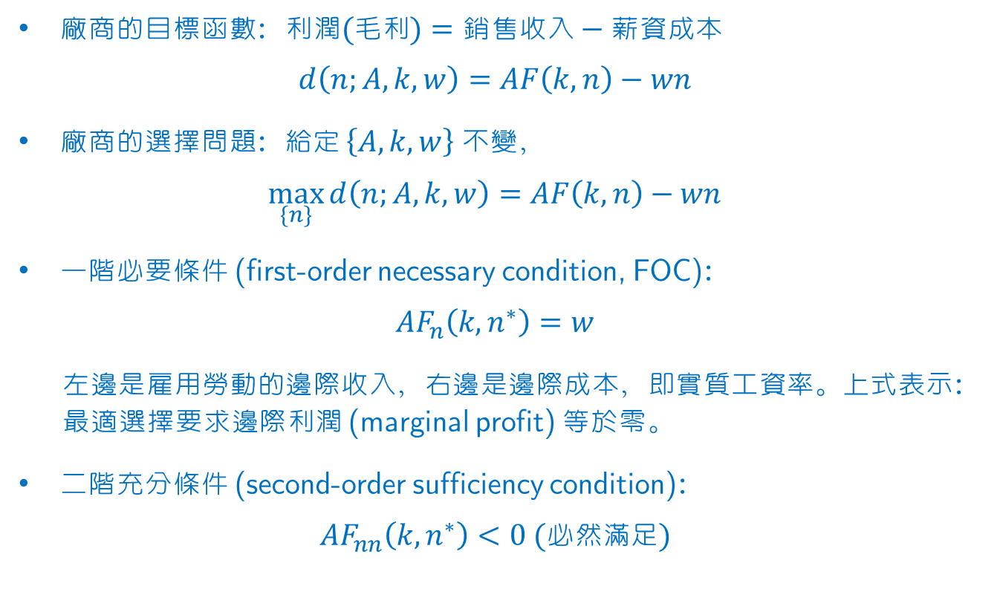 • 廠商的目標函數: 利潤(毛利) = 銷售收入 − 薪資成本
d(n; A, k, w) = AF(k, n) − wn
• 廠商的選擇問題: 給定 {A, k, w} 不變,
max d(n; A, k, w) = AF(k, n) − wn
{n}
• 一階必要條件 (first-order necessary condition, FOC):
AFₙ(k, n*) = w
左邊是雇用勞動的邊際收入, 右邊是邊際成本, 即實質工資率。上式表示:
最適選擇要求邊際利潤 (marginal profit) 等於零。
• 二階充分條件 (second-order sufficiency condition):
AFₙₙ(k, n*) < 0 (必然滿足)